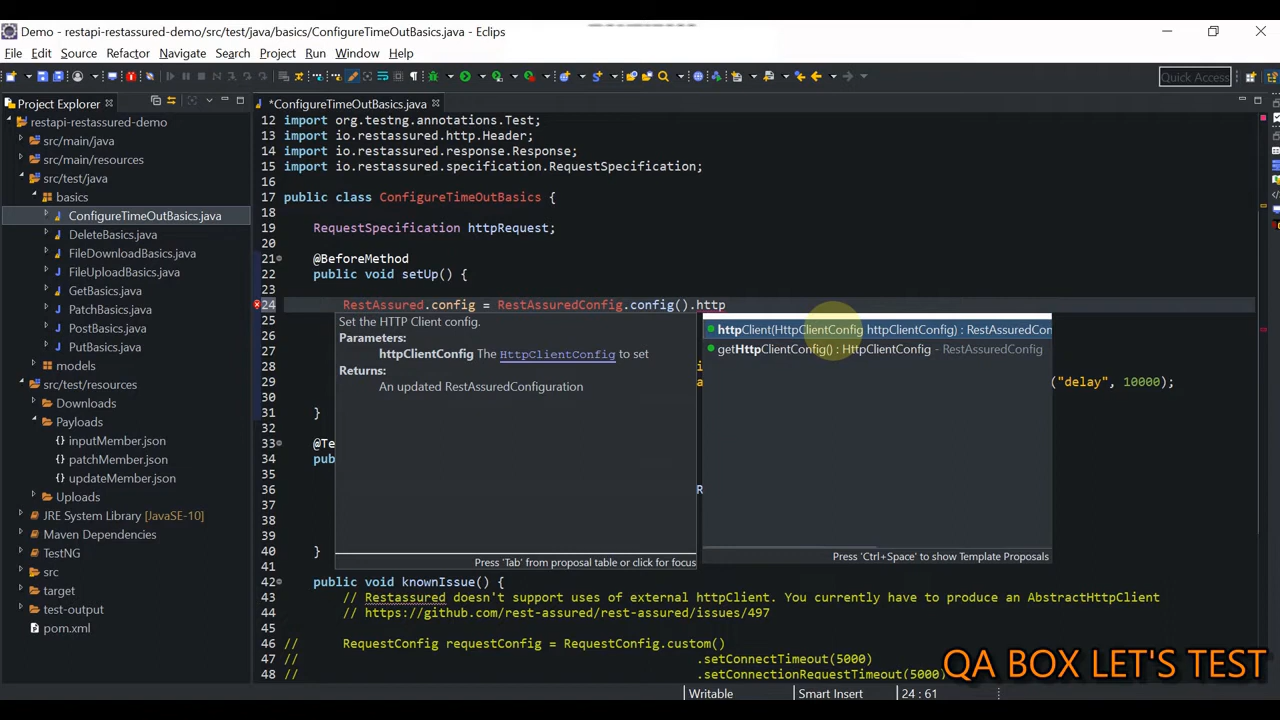 Demo - restapi-restassured-demo/src/test/java/basics/ConfigureTimeOutBasics.java - Eclips
File Edit Source Refactor Navigate Search Project Run Window Help
Quick Access
Project Explorer
*ConfigureTimeOutBasics.java
restapi-restassured-demo
src/main/java
src/main/resources
src/test/java
basics
ConfigureTimeOutBasics.java
DeleteBasics.java
FileDownloadBasics.java
FileUploadBasics.java
GetBasics.java
PatchBasics.java
PostBasics.java
PutBasics.java
models
src/test/resources
Downloads
Payloads
inputMember.json
patchMember.json
updateMember.json
Uploads
JRE System Library [JavaSE-10]
Maven Dependencies
TestNG
src
target
test-output
pom.xml
12 import org.testng.annotations.Test;
13 import io.restassured.http.Header;
14 import io.restassured.response.Response;
15 import io.restassured.specification.RequestSpecification;
16
17 public class ConfigureTimeOutBasics {
18
19 RequestSpecification httpRequest;
20
21 @BeforeMethod
22 public void setUp() {
24 RestAssured.config = RestAssuredConfig.config().http
25
28 i
29 a ("delay", 10000);
30
31 }
32
33 @Te
34 pub
35
36 R
37
38
39
40 }
41
42 public void knownIssue() {
43 // Restassured doesn't support uses of external httpClient. You currently have to produce an AbstractHttpClient
44 // https://github.com/rest-assured/rest-assured/issues/497
45
46 // RequestConfig requestConfig = RequestConfig.custom()
47 // .setConnectTimeout(5000)
48 // .setConnectionRequestTimeout(5000)
Set the HTTP Client config.
Parameters:
httpClientConfig The HttpClientConfig to set
Returns:
An updated RestAssuredConfiguration
Press 'Tab' from proposal table or click for focus
httpClient(HttpClientConfig httpClientConfig) : RestAssuredCon
getHttpClientConfig() : HttpClientConfig - RestAssuredConfig
Press 'Ctrl+Space' to show Template Proposals
QA BOX LET'S TEST
Writable Smart Insert 24 : 61